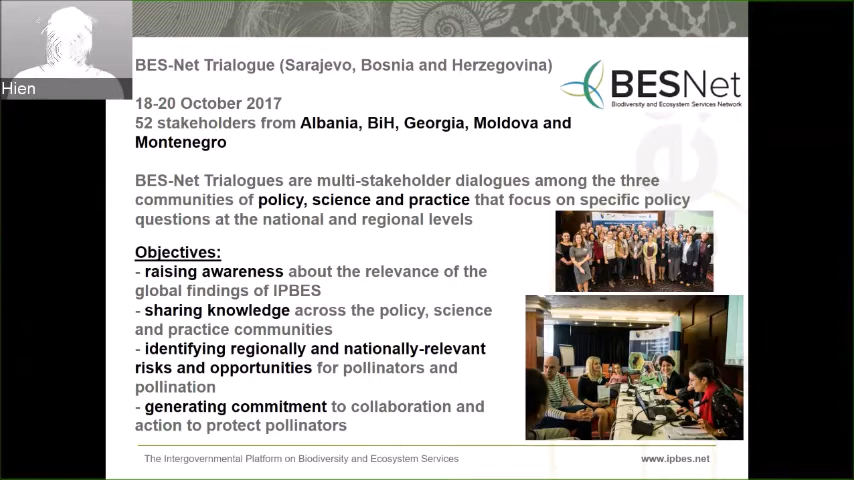 Hien
BES-Net Trialogue (Sarajevo, Bosnia and Herzegovina)
BESNet
Biodiversity and Ecosystem Services Network
18-20 October 2017
52 stakeholders from Albania, BiH, Georgia, Moldova and
Montenegro
BES-Net Trialogues are multi-stakeholder dialogues among the three
communities of policy, science and practice that focus on specific policy
questions at the national and regional levels
Objectives:
- raising awareness about the relevance of the
global findings of IPBES
- sharing knowledge across the policy, science
and practice communities
- identifying regionally and nationally-relevant
risks and opportunities for pollinators and
pollination
- generating commitment to collaboration and
action to protect pollinators
The Intergovernmental Platform on Biodiversity and Ecosystem Services
www.ipbes.net